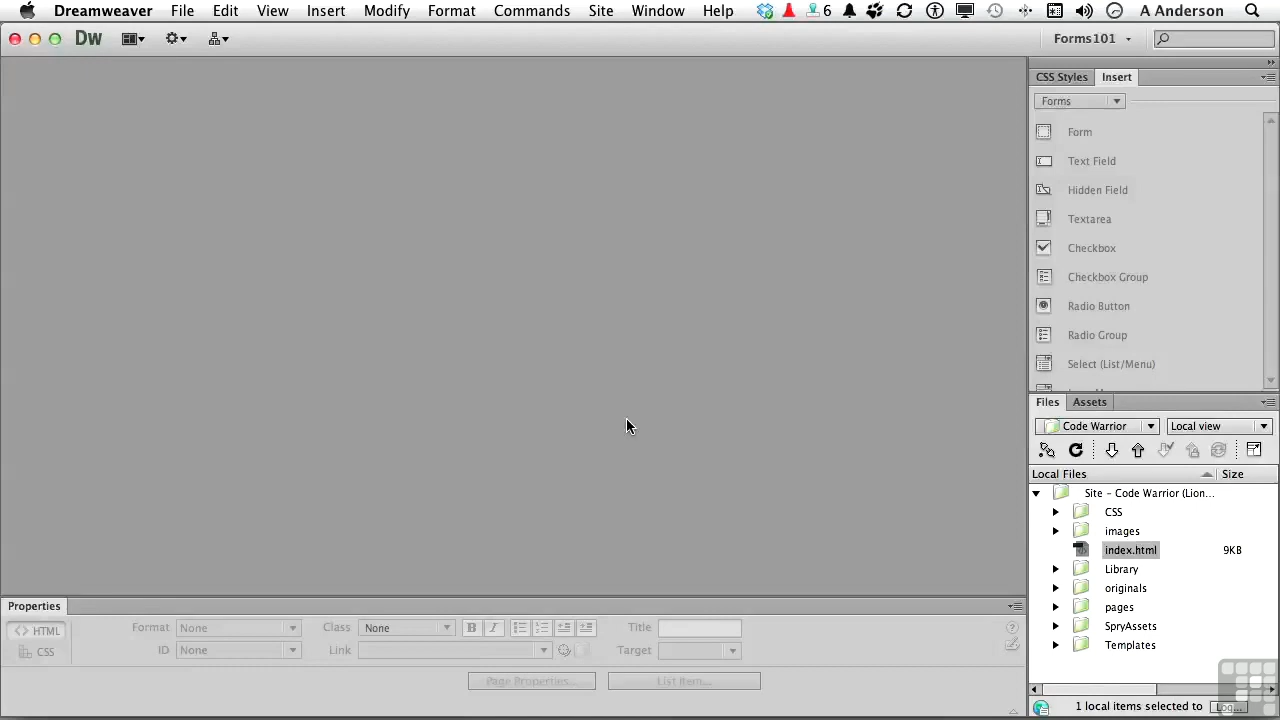 Dreamweaver File Edit View Insert Modify Format Commands Site Window Help 6 A Anderson
Dw Forms101
CSS Styles Insert
Forms
Form
Text Field
Hidden Field
Textarea
Checkbox
Checkbox Group
Radio Button
Radio Group
Select (List/Menu)
Files Assets
Code Warrior Local view
Local Files Size
Site - Code Warrior (Lion...
CSS
images
index.html 9KB
Library
originals
pages
SpryAssets
Templates
1 local items selected to Log...
Properties
HTML Format None Class None B I Title
CSS ID None Link Target
Page Properties... List Item...